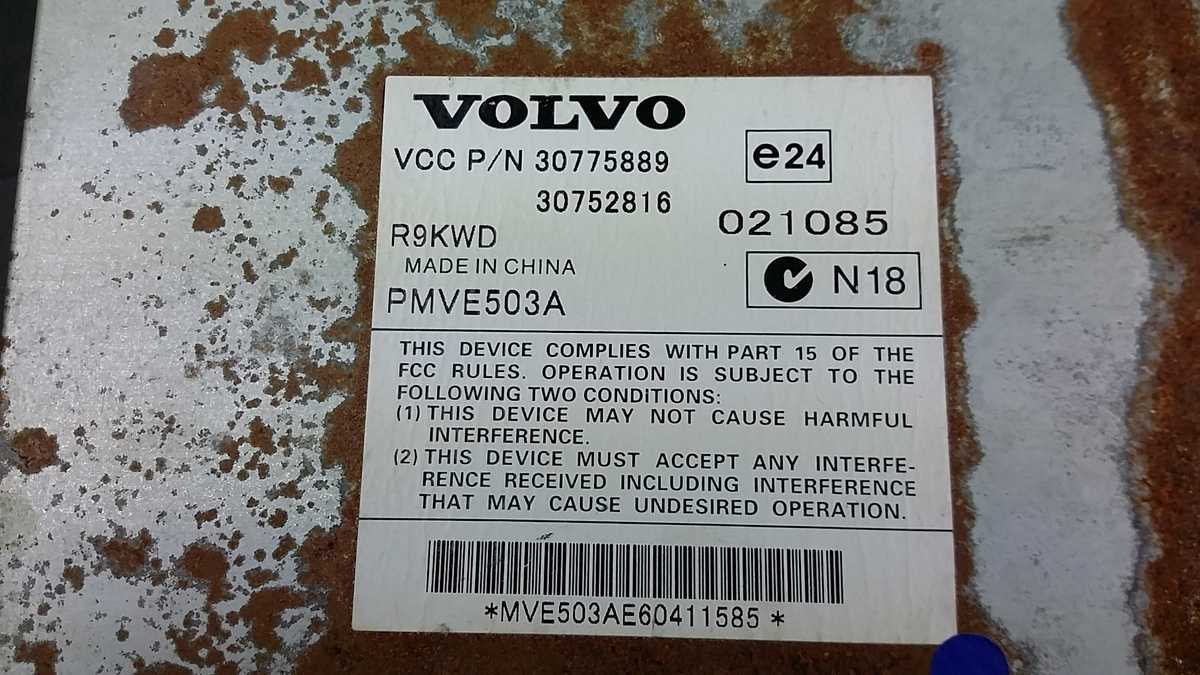 VOLVO
VCC P/N 30775889
30752816
e24
021085
R9KWD
MADE IN CHINA
PMVE503A
N18
THIS DEVICE COMPLIES WITH PART 15 OF THE
FCC RULES. OPERATION IS SUBJECT TO THE
FOLLOWING TWO CONDITIONS:
(1) THIS DEVICE MAY NOT CAUSE HARMFUL
INTERFERENCE.
(2) THIS DEVICE MUST ACCEPT ANY INTERFE-
RENCE RECEIVED INCLUDING INTERFERENCE
THAT MAY CAUSE UNDESIRED OPERATION.
*MVE503AE60411585*